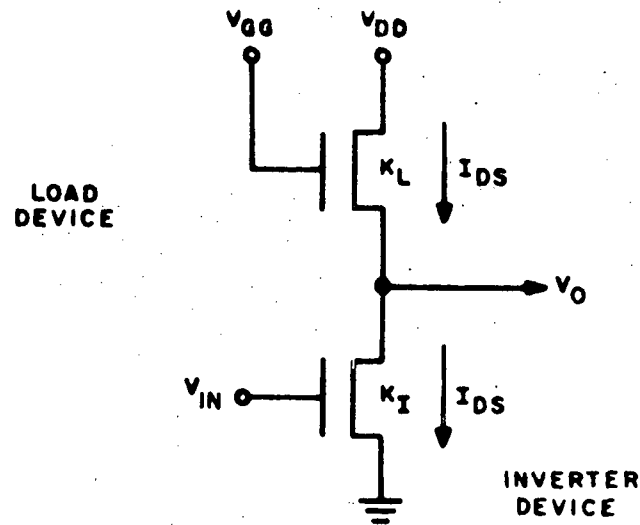 VGG
VDD
LOAD
DEVICE
KL
IDS
VO
VIN
KI
IDS
INVERTER
DEVICE